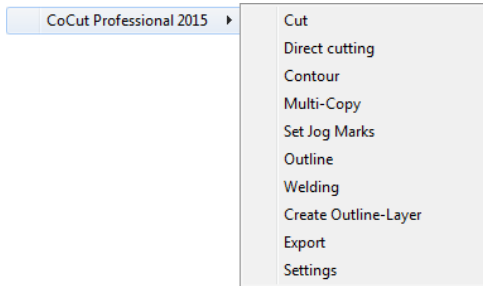 CoCut Professional 2015
Cut
Direct cutting
Contour
Multi-Copy
Set Jog Marks
Outline
Welding
Create Outline-Layer
Export
Settings